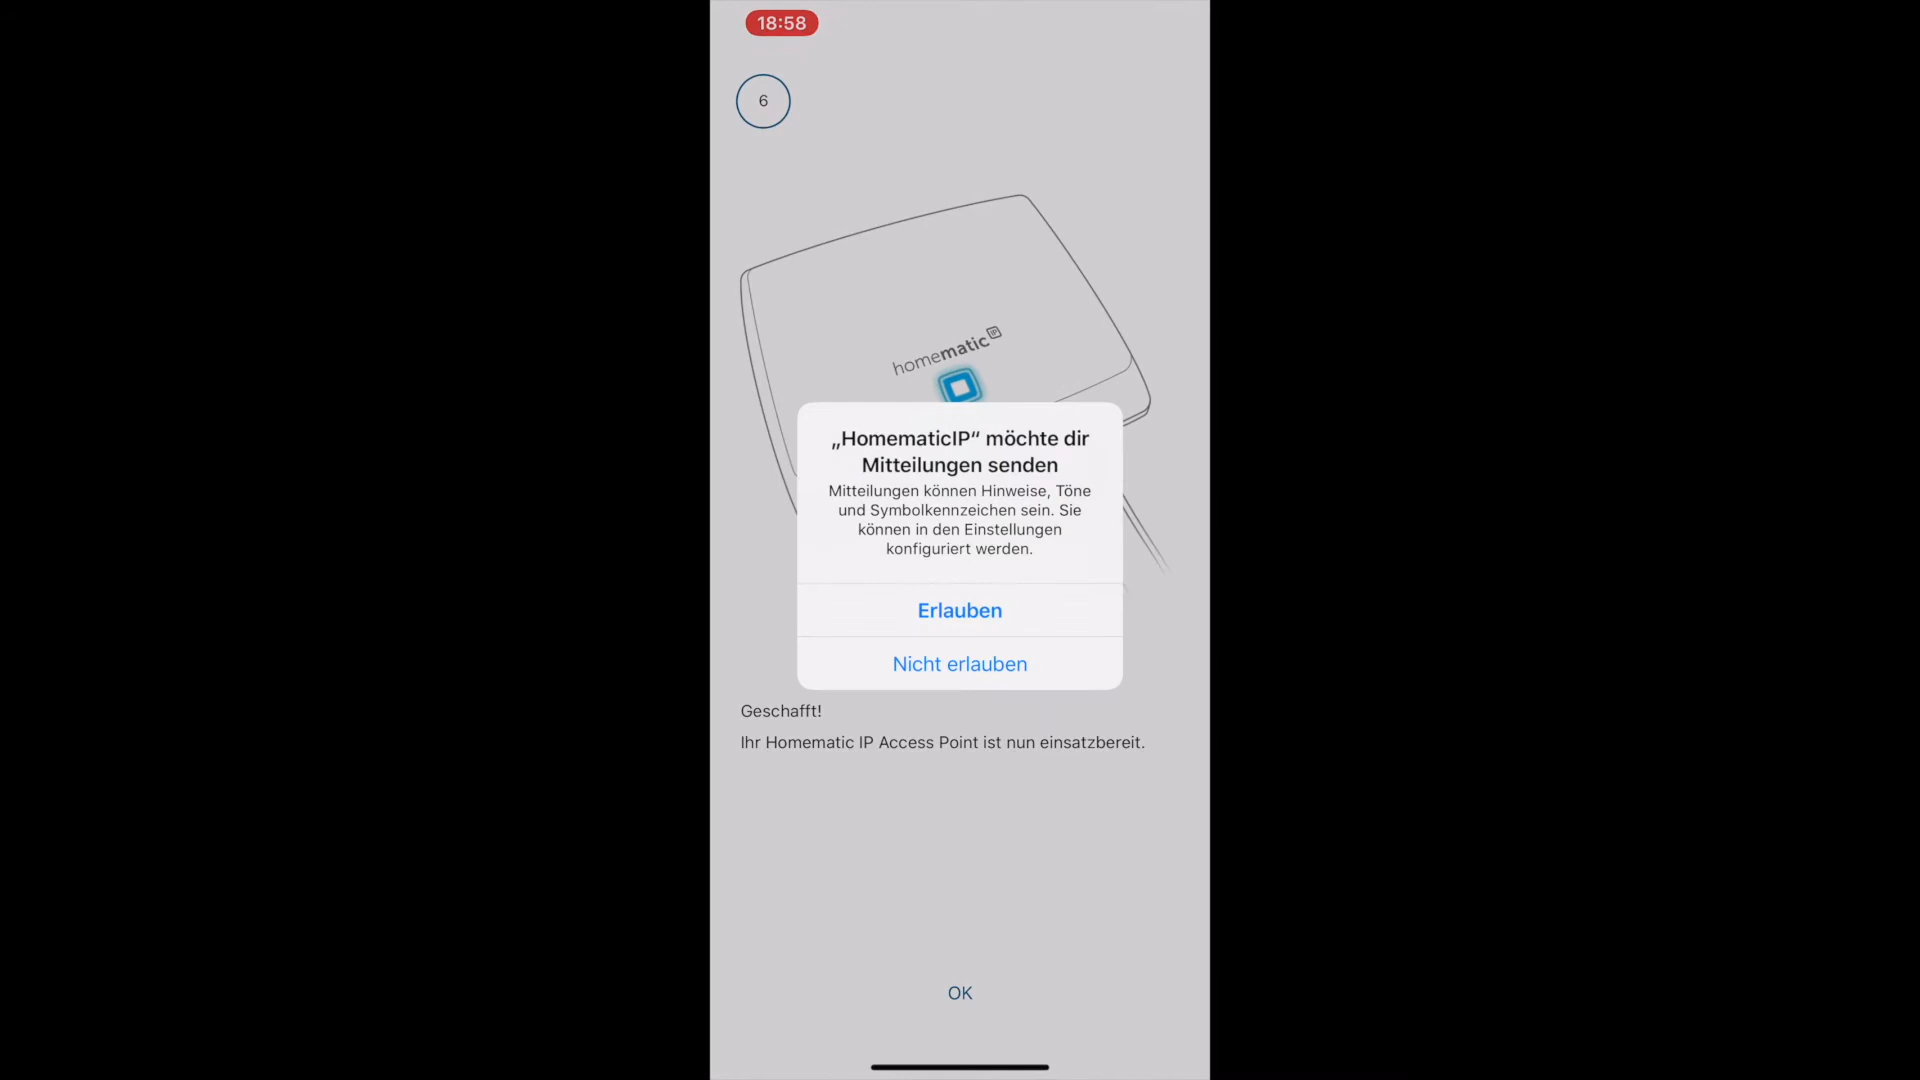 18:58
6
homematic IP
„HomematicIP“ möchte dir
Mitteilungen senden
Mitteilungen können Hinweise, Töne
und Symbolkennzeichen sein. Sie
können in den Einstellungen
konfiguriert werden.
Erlauben
Nicht erlauben
Geschafft!
Ihr Homematic IP Access Point ist nun einsatzbereit.
OK